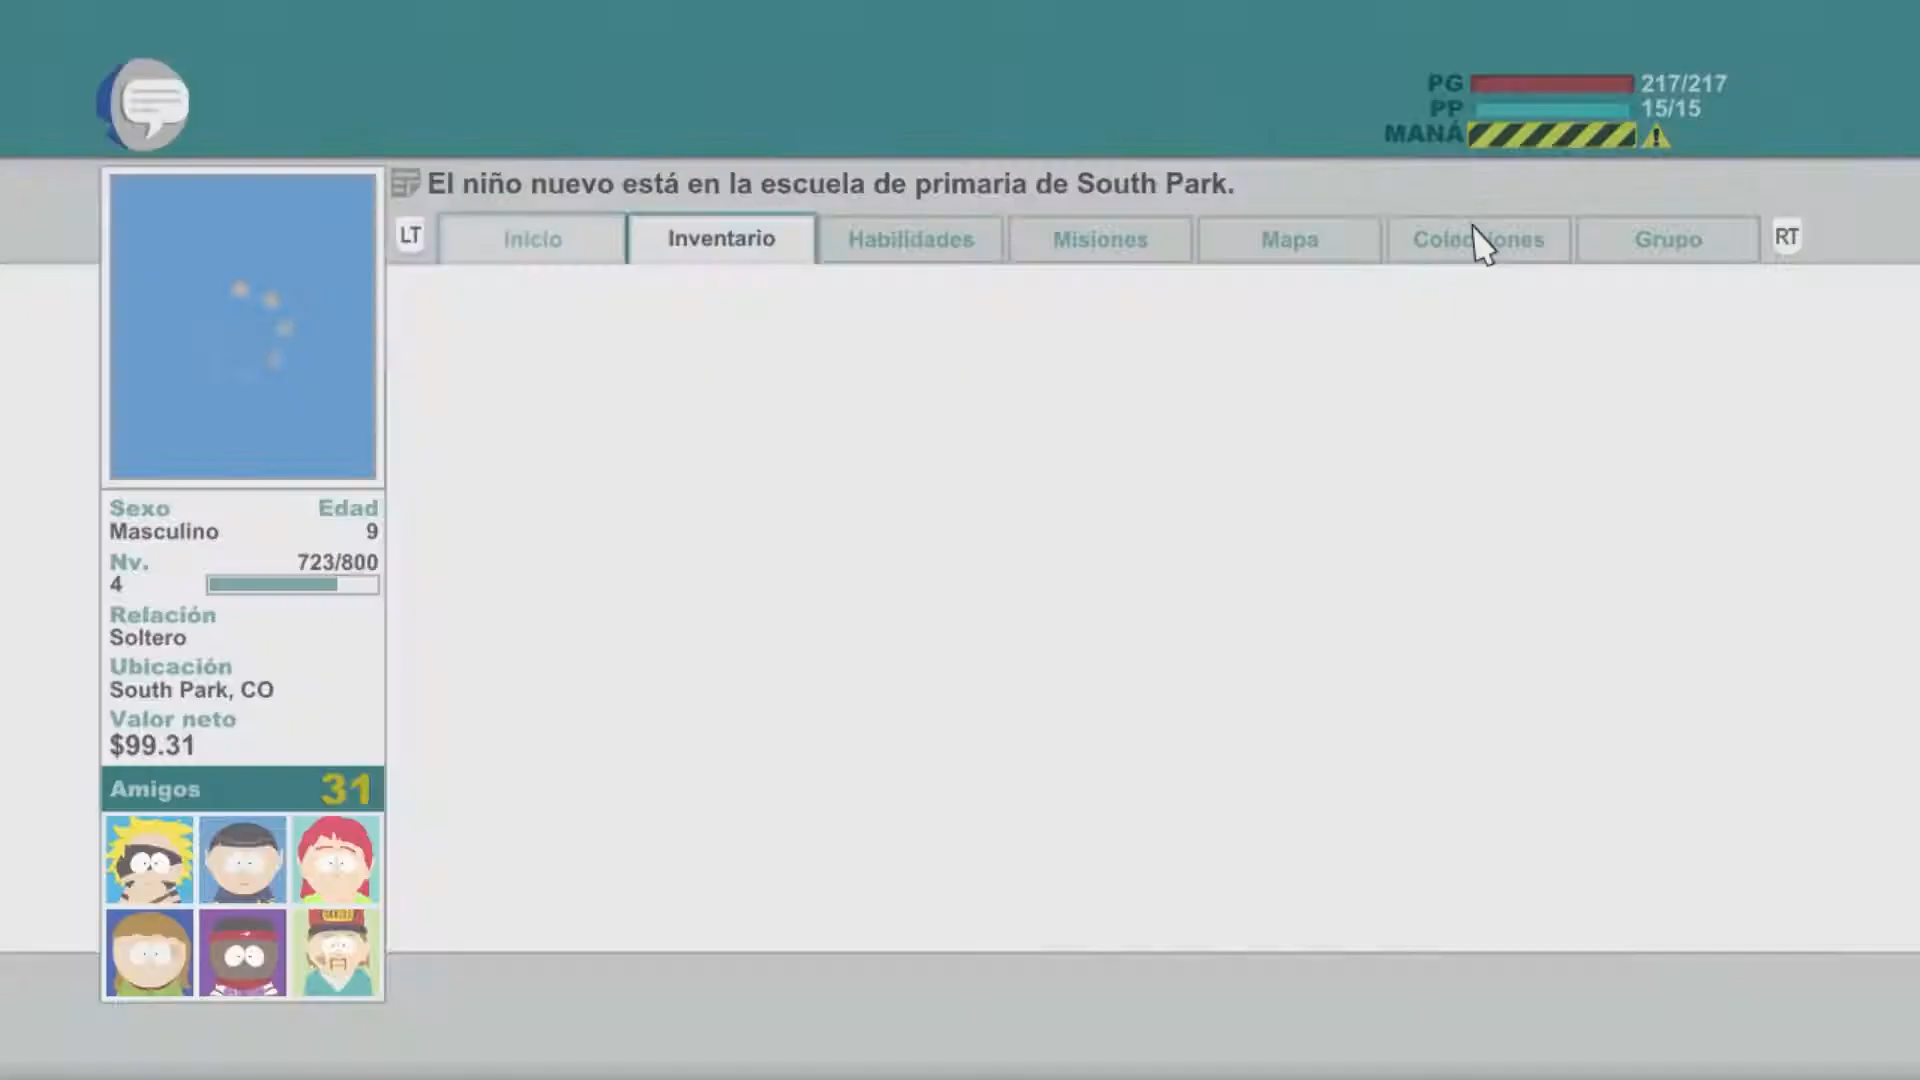 PG 217/217
PP 15/15
MANÁ
El niño nuevo está en la escuela de primaria de South Park.
LT Inicio Inventario Habilidades Misiones Mapa Colecciones Grupo RT
Sexo Edad
Masculino 9
Nv. 723/800
4
Relación
Soltero
Ubicación
South Park, CO
Valor neto
$99.31
Amigos 31